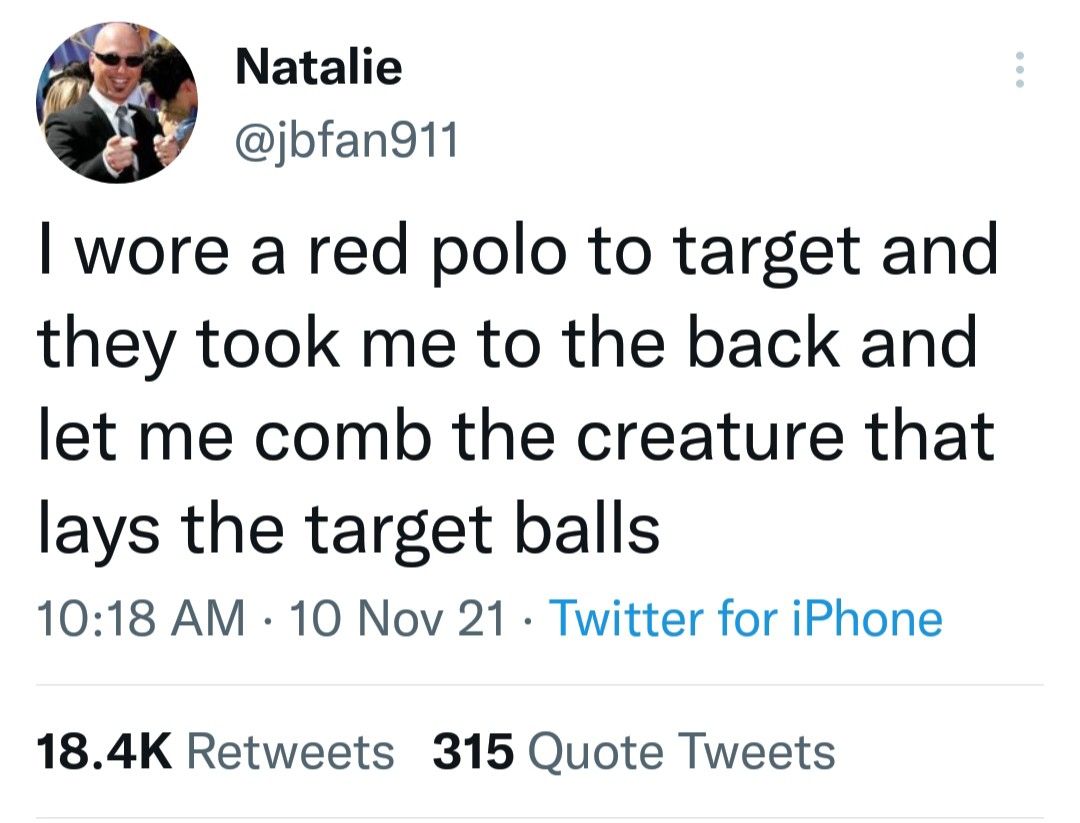 Natalie
@jbfan911
I wore a red polo to target and
they took me to the back and
let me comb the creature that
lays the target balls
10:18 AM · 10 Nov 21 · Twitter for iPhone
18.4K Retweets 315 Quote Tweets